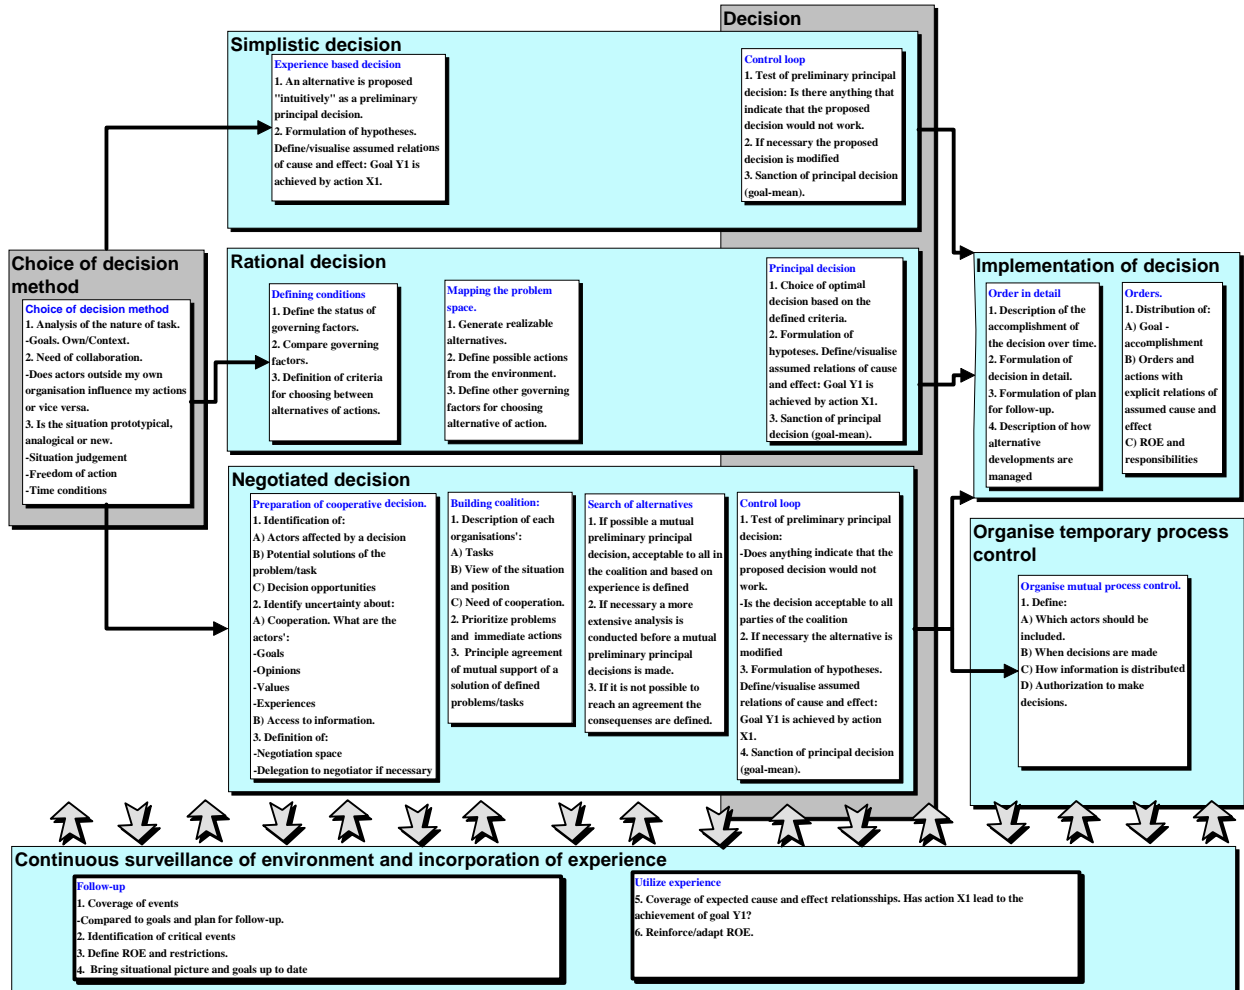 Decision
Simplistic decision
Experience based decision
1. An alternative is proposed
"intuitively" as a preliminary
principal decision.
2. Formulation of hypotheses.
Define/visualise assumed relations
of cause and effect: Goal Y1 is
achieved by action X1.
Control loop
1. Test of preliminary principal
decision: Is there anything that
indicate that the proposed
decision would not work.
2. If necessary the proposed
decision is modified
3. Sanction of principal decision
(goal-mean).
Choice of decision
method
Choice of decision method
1. Analysis of the nature of task.
-Goals. Own/Context.
2. Need of collaboration.
-Does actors outside my own
organisation influence my actions
or vice versa.
3. Is the situation prototypical,
analogical or new.
-Situation judgement
-Freedom of action
-Time conditions
Rational decision
Defining conditions
1. Define the status of
governing factors.
2. Compare governing
factors.
3. Definition of criteria
for choosing between
alternatives of actions.
Mapping the problem
space.
1. Generate realizable
alternatives.
2. Define possible actions
from the environment.
3. Define other governing
factors for choosing
alternative of action.
Principal decision
1. Choice of optimal
decision based on the
defined criteria.
2. Formulation of
hypoteses. Define/visualise
assumed relations of cause
and effect: Goal Y1 is
achieved by action X1.
3. Sanction of principal
decision (goal-mean).
Implementation of decision
Order in detail
1. Description of the
accomplishment of
the decision over time.
2. Formulation of
decision in detail.
3. Formulation of plan
for follow-up.
4. Description of how
alternative
developments are
managed
Orders.
1. Distribution of:
A) Goal -
accomplishment
B) Orders and
actions with
explicit relations of
assumed cause and
effect
C) ROE and
responsibilities
Negotiated decision
Preparation of cooperative decision.
1. Identification of:
A) Actors affected by a decision
B) Potential solutions of the
problem/task
C) Decision opportunities
2. Identify uncertainty about:
A) Cooperation. What are the
actors':
-Goals
-Opinions
-Values
-Experiences
B) Access to information.
3. Definition of:
-Negotiation space
-Delegation to negotiator if necessary
Building coalition:
1. Description of each
organisations':
A) Tasks
B) View of the situation
and position
C) Need of cooperation.
2. Prioritize problems
and immediate actions
3. Principle agreement
of mutual support of a
solution of defined
problems/tasks
Search of alternatives
1. If possible a mutual
preliminary principal
decision, acceptable to all in
the coalition and based on
experience is defined
2. If necessary a more
extensive analysis is
conducted before a mutual
preliminary principal
decisions is made.
3. If it is not possible to
reach an agreement the
consequenses are defined.
Control loop
1. Test of preliminary principal
decision:
-Does anything indicate that the
proposed decision would not
work.
-Is the decision acceptable to all
parties of the coalition
2. If necessary the alternative is
modified
3. Formulation of hypotheses.
Define/visualise assumed
relations of cause and effect:
Goal Y1 is achieved by action
X1.
4. Sanction of principal decision
(goal-mean).
Organise temporary process
control
Organise mutual process control.
1. Define:
A) Which actors should be
included.
B) When decisions are made
C) How information is distributed
D) Authorization to make
decisions.
Continuous surveillance of environment and incorporation of experience
Follow-up
1. Coverage of events
-Compared to goals and plan for follow-up.
2. Identification of critical events
3. Define ROE and restrictions.
4. Bring situational picture and goals up to date
Utilize experience
5. Coverage of expected cause and effect relationsships. Has action X1 lead to the
achievement of goal Y1?
6. Reinforce/adapt ROE.